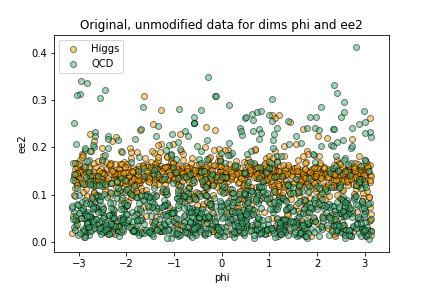 Original, unmodified data for dims phi and ee2
Higgs
QCD
ee2
0.4
0.3
0.2
0.1
0.0
−3 −2 −1 0 1 2 3
phi